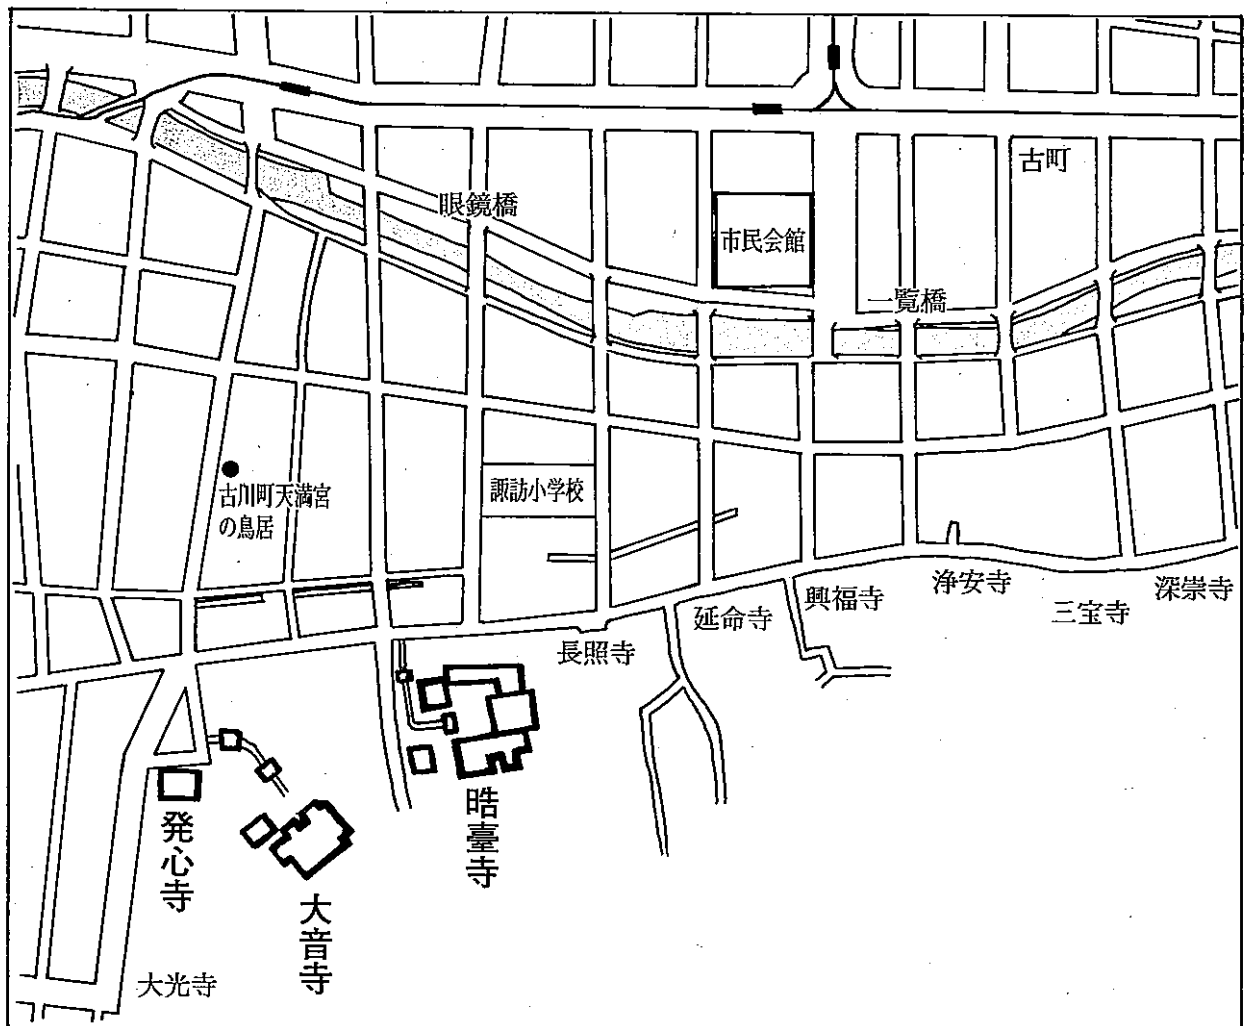 古町
眼鏡橋
市民会館
一覧橋
古川町天満宮
の鳥居
諏訪小学校
浄安寺
深崇寺
興福寺
三宝寺
延命寺
長照寺
晧臺寺
発心寺
大音寺
大光寺